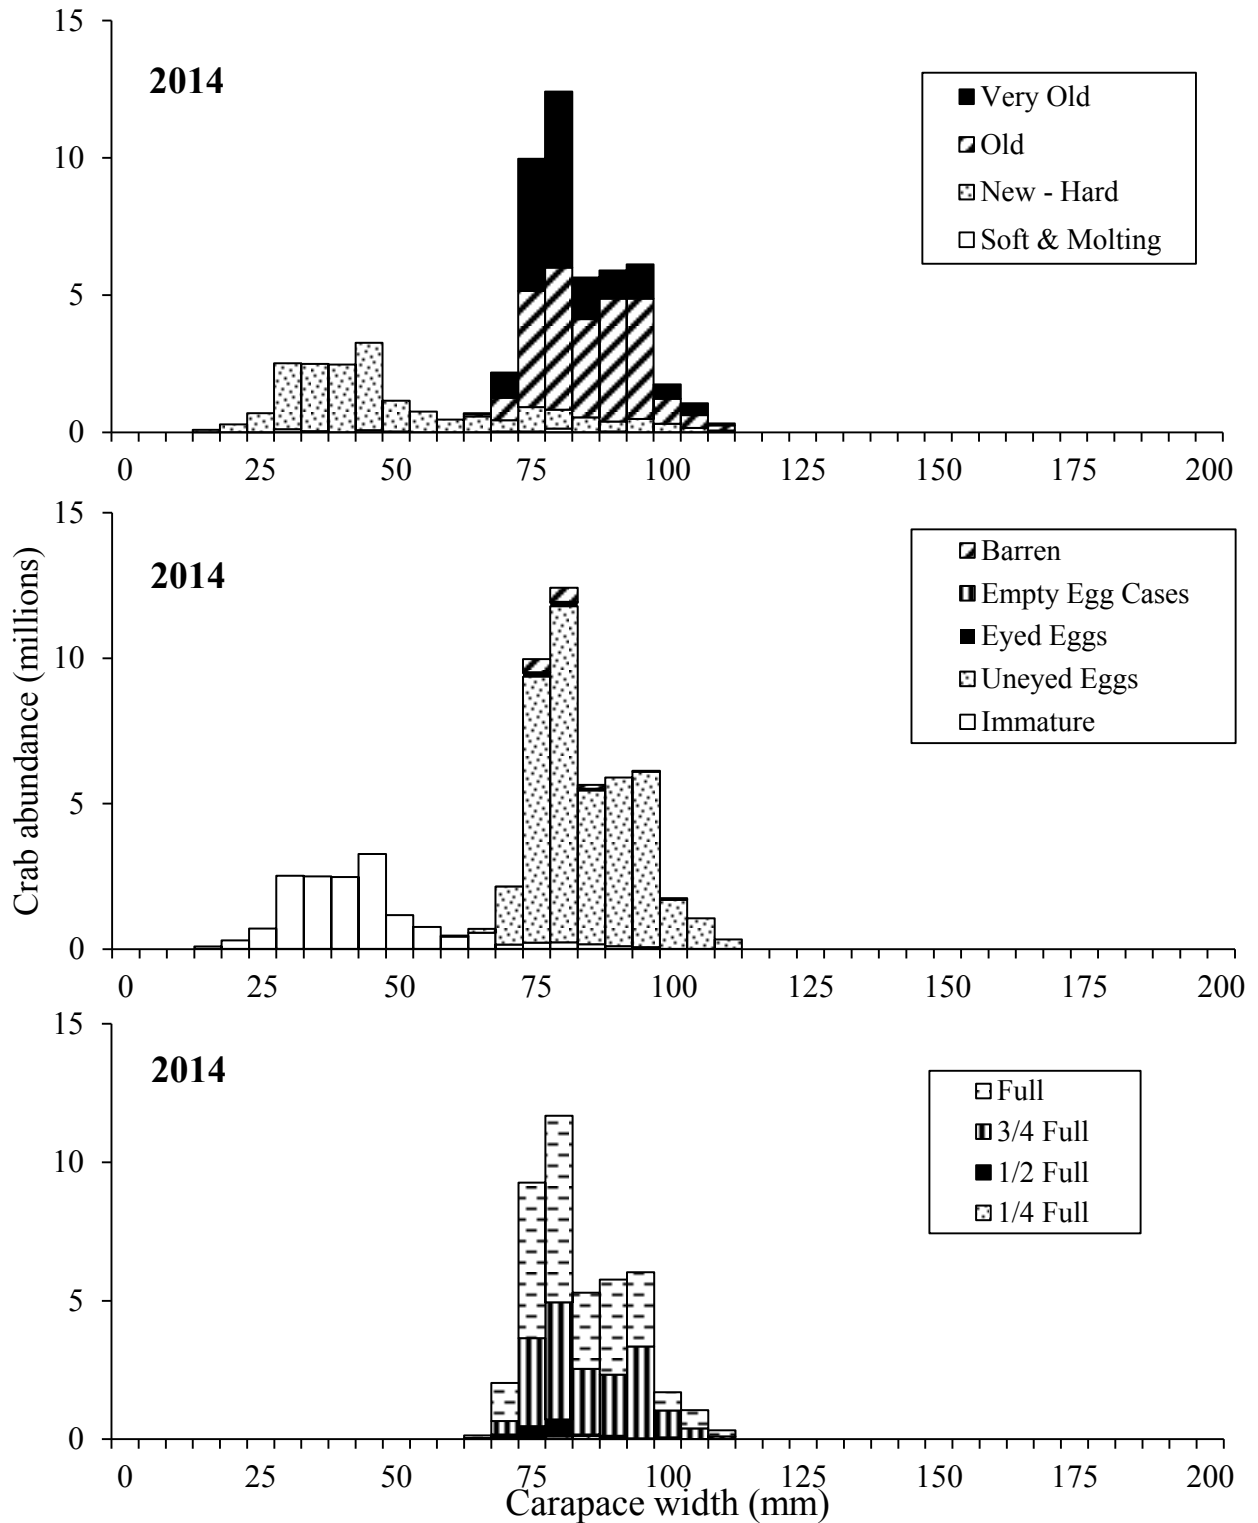 15
2014
Very Old
Old
New - Hard
Soft & Molting
10
5
0
0 25 50 75 100 125 150 175 200
15
2014
Barren
Empty Egg Cases
Eyed Eggs
Uneyed Eggs
Immature
10
5
0
0 25 50 75 100 125 150 175 200
Crab abundance (millions)
15
2014
Full
3/4 Full
1/2 Full
1/4 Full
10
5
0
0 25 50 75 100 125 150 175 200
Carapace width (mm)